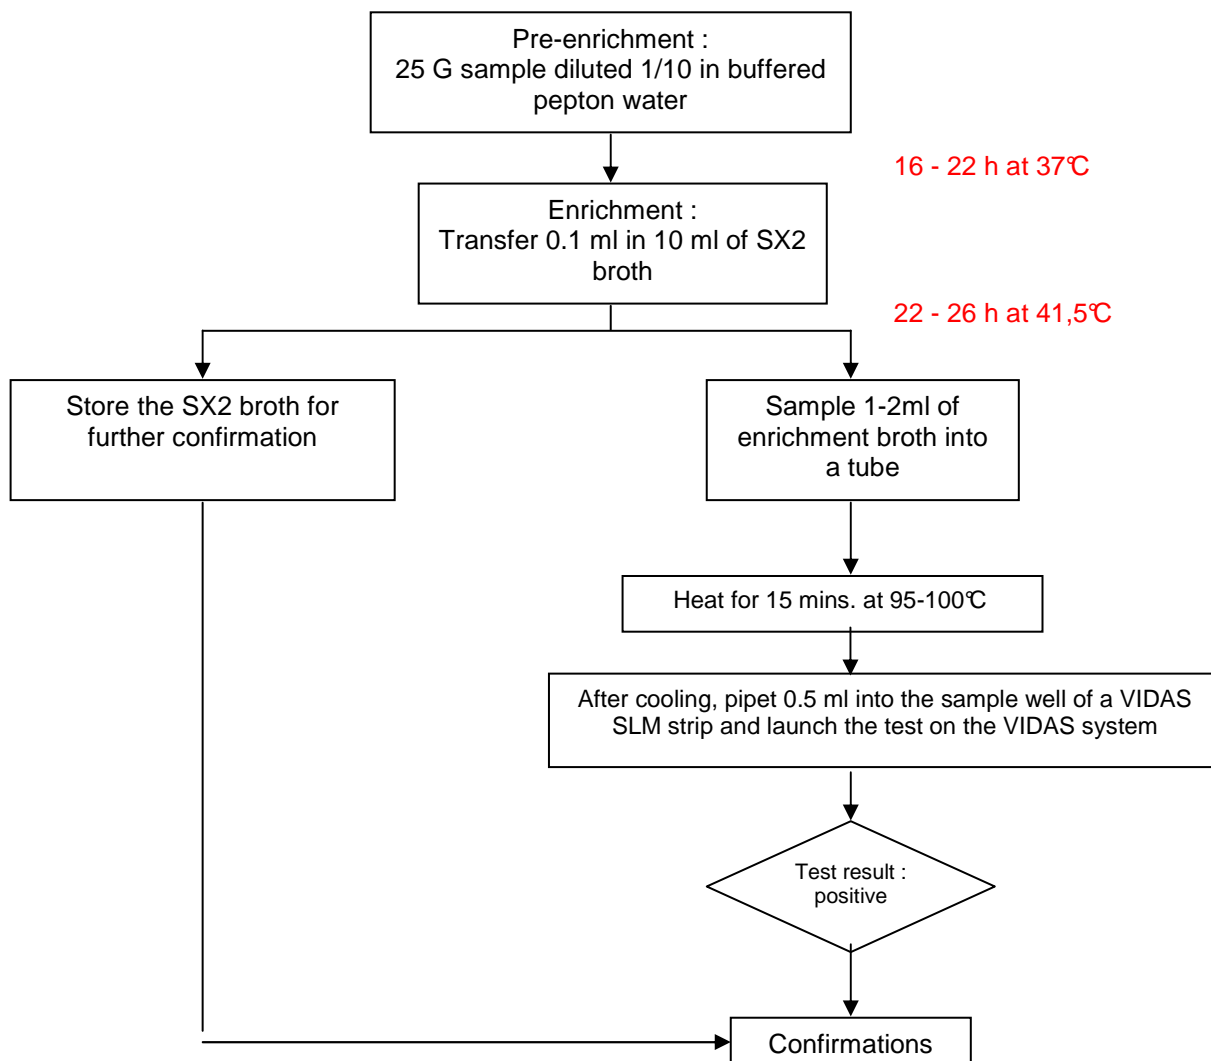 Pre-enrichment :
25 G sample diluted 1/10 in buffered
pepton water
16 - 22 h at 37°C
Enrichment :
Transfer 0.1 ml in 10 ml of SX2
broth
22 - 26 h at 41,5°C
Store the SX2 broth for
further confirmation
Sample 1-2ml of
enrichment broth into
a tube
Heat for 15 mins. at 95-100°C
After cooling, pipet 0.5 ml into the sample well of a VIDAS
SLM strip and launch the test on the VIDAS system
Test result :
positive
Confirmations